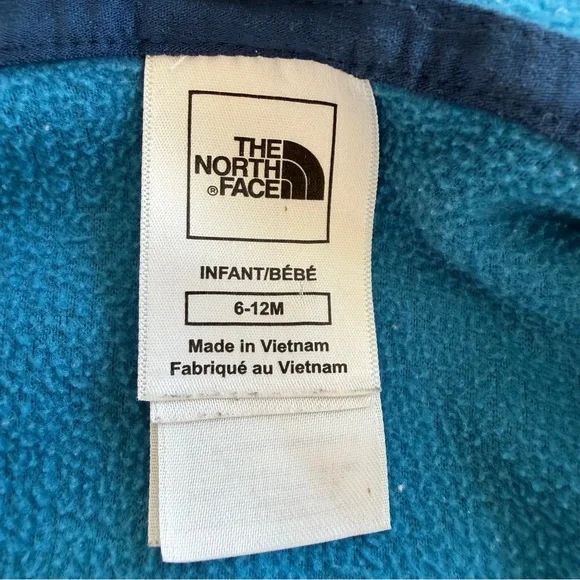 THE
NORTH
® FACE
INFANT/BÉBÉ
6-12M
Made in Vietnam
Fabriqué au Vietnam